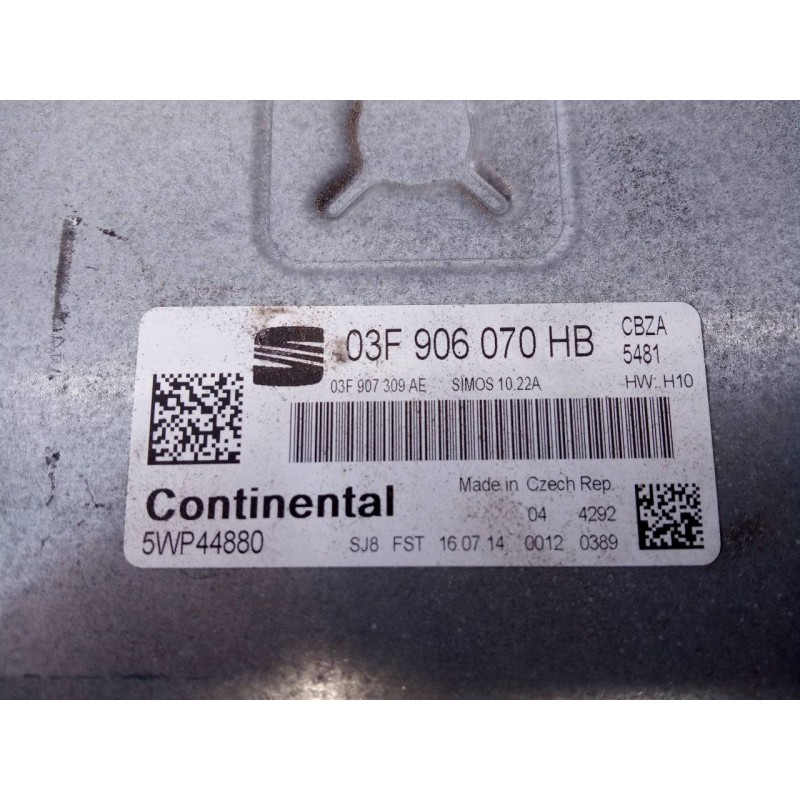 03F 906 070 HB CBZA
5481
03F 907 309 AE SIMOS 10.22A HW: H10
Continental Made in Czech Rep.
04 4292
5WP44880 SJ8 FST 16.07.14 0012 0389